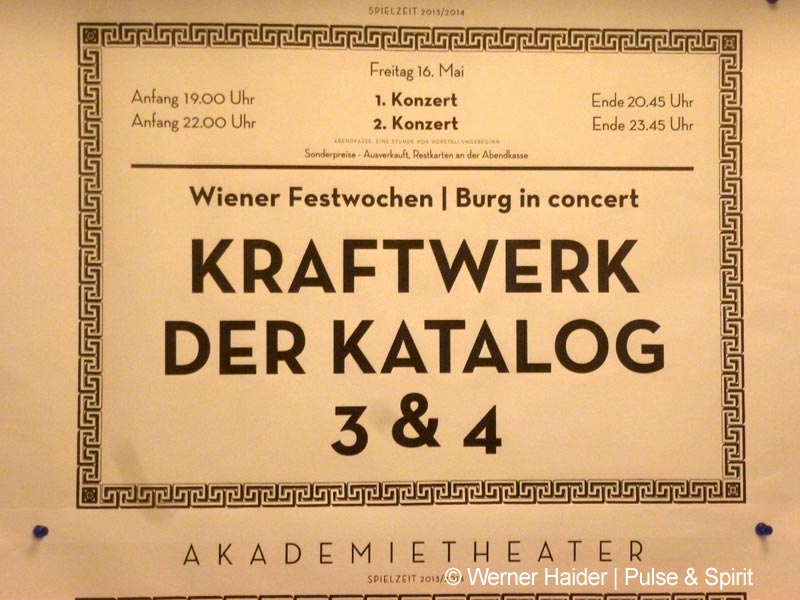 SPIELZEIT 2013/2014
Freitag 16. Mai
Anfang 19.00 Uhr 1. Konzert Ende 20.45 Uhr
Anfang 22.00 Uhr 2. Konzert Ende 23.45 Uhr
ABENDKASSE, EINE STUNDE VOR VORSTELLUNGSBEGINN
Sonderpreise - Ausverkauft, Restkarten an der Abendkasse
Wiener Festwochen | Burg in concert
KRAFTWERK
DER KATALOG
3 & 4
AKADEMIETHEATER
SPIELZEIT 2013/2014
© Werner Haider | Pulse & Spirit